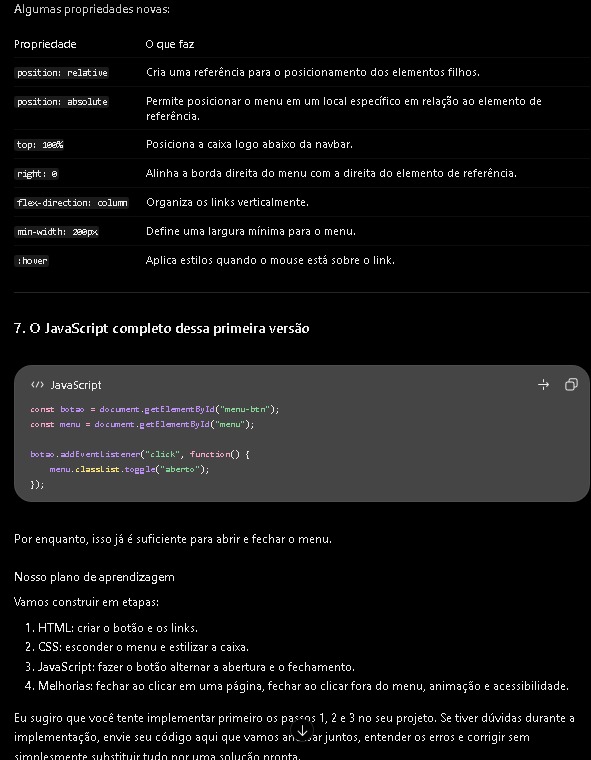 Algumas propriedades novas:
Propriedade O que faz
position: relative Cria uma referência para o posicionamento dos elementos filhos.
position: absolute Permite posicionar o menu em um local específico em relação ao elemento de
referência.
top: 100% Posiciona a caixa logo abaixo da navbar.
right: 0 Alinha a borda direita do menu com a direita do elemento de referência.
flex-direction: column Organiza os links verticalmente.
min-width: 200px Define uma largura mínima para o menu.
:hover Aplica estilos quando o mouse está sobre o link.
7. O JavaScript completo dessa primeira versão
</> JavaScript
const botao = document.getElementById("menu-btn");
const menu = document.getElementById("menu");
botao.addEventListener("click", function() {
menu.classList.toggle("aberto");
});
Por enquanto, isso já é suficiente para abrir e fechar o menu.
Nosso plano de aprendizagem
Vamos construir em etapas:
1. HTML: criar o botão e os links.
2. CSS: esconder o menu e estilizar a caixa.
3. JavaScript: fazer o botão alternar a abertura e o fechamento.
4. Melhorias: fechar ao clicar em uma página, fechar ao clicar fora do menu, animação e acessibilidade.
Eu sugiro que você tente implementar primeiro os passos 1, 2 e 3 no seu projeto. Se tiver dúvidas durante a
implementação, envie seu código aqui que vamos analisar juntos, entender os erros e corrigir sem
simplesmente substituir tudo por uma solução pronta.